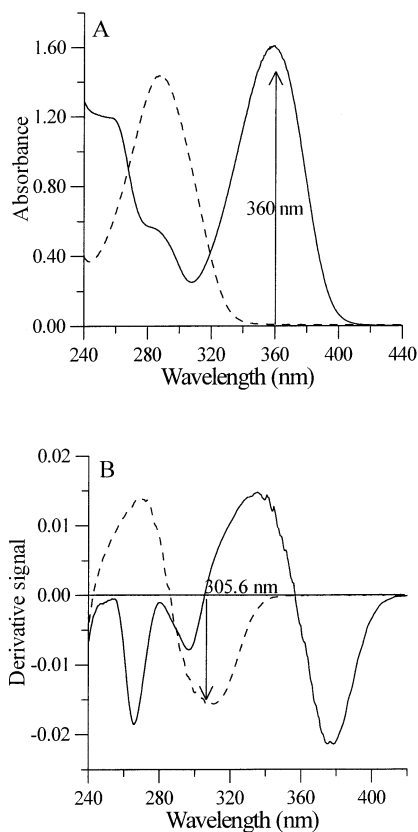 A
1.60
1.20
0.80
0.40
0.00
Absorbance
360 nm
240 280 320 360 400 440
Wavelength (nm)
B
0.02
0.01
0.00
-0.01
-0.02
Derivative signal
305.6 nm
240 280 320 360 400
Wavelength (nm)